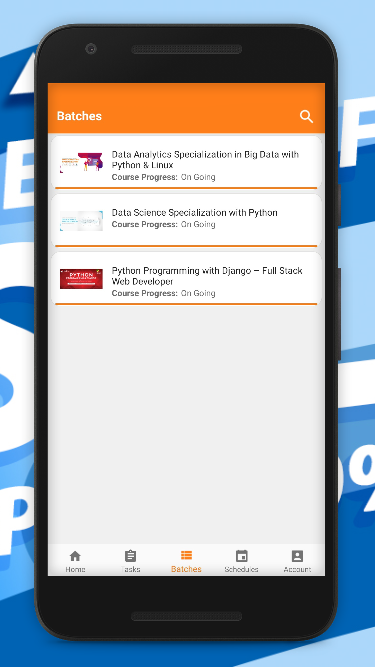 Batches
Data Analytics Specialization in Big Data with
Python & Linux
Course Progress: On Going
Data Science Specialization with Python
Course Progress: On Going
PYTHON
Python Programming with Django – Full Stack
Web Developer
Course Progress: On Going
Home
Tasks
Batches
Schedules
Account